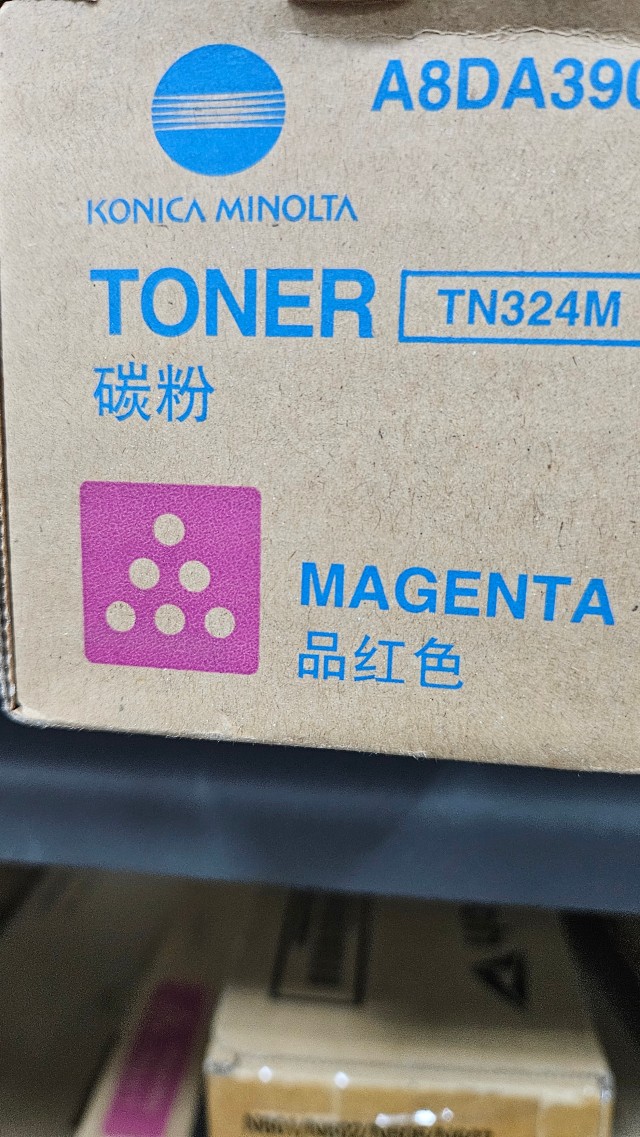 A8DA390
KONICA MINOLTA
TONER TN324M
碳粉
MAGENTA
品红色